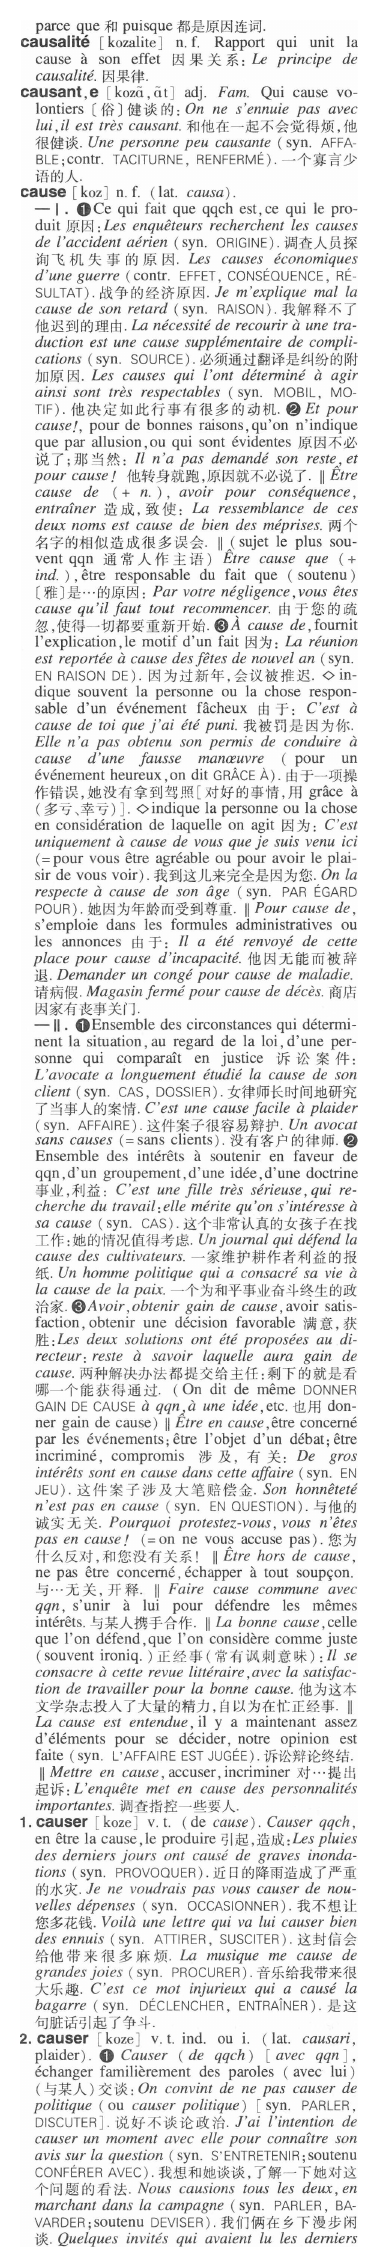 parce que 和 puisque 都是原因连词.
causalité [kozalite] n. f. Rapport qui unit la
cause à son effet 因果关系: Le principe de
causalité. 因果律.
causant, e [kozɑ̃, ɑ̃t] adj. Fam. Qui cause vo-
lontiers〔俗〕健谈的: On ne s'ennuie pas avec
lui, il est très causant. 和他在一起不会觉得烦, 他
很健谈. Une personne peu causante (syn. AFFA-
BLE; contr. TACITURNE, RENFERMÉ). 一个寡言少
语的人.
cause [koz] n. f. (lat. causa).
— I. ❶ Ce qui fait que qqch est, ce qui le pro-
duit 原因: Les enquêteurs recherchent les causes
de l'accident aérien (syn. ORIGINE). 调查人员探
询飞机失事的原因. Les causes économiques
d'une guerre (contr. EFFET, CONSÉQUENCE, RÉ-
SULTAT). 战争的经济原因. Je m'explique mal la
cause de son retard (syn. RAISON). 我解释不了
他迟到的理由. La nécessité de recourir à une tra-
duction est une cause supplémentaire de compli-
cations (syn. SOURCE). 必须通过翻译是纠纷的附
加原因. Les causes qui l'ont déterminé à agir
ainsi sont très respectables (syn. MOBIL, MO-
TIF). 他决定如此行事有很多的动机. ❷ Et pour
cause!, pour de bonnes raisons, qu'on n'indique
que par allusion, ou qui sont évidentes 原因不必
说了; 那当然: Il n'a pas demandé son reste, et
pour cause! 他转身就跑, 原因就不必说了. ‖ Être
cause de (+ n.), avoir pour conséquence,
entraîner 造成, 致使: La ressemblance de ces
deux noms est cause de bien des méprises. 两个
名字的相似造成很多误会. ‖ (sujet le plus sou-
vent qqn 通常人作主语) Être cause que (+
ind.), être responsable du fait que (soutenu)
〔雅〕是…的原因: Par votre négligence, vous êtes
cause qu'il faut tout recommencer. 由于您的疏
忽, 使得一切都要重新开始. ❸ À cause de, fournit
l'explication, le motif d'un fait 因为: La réunion
est reportée à cause des fêtes de nouvel an (syn.
EN RAISON DE). 因为过新年, 会议被推迟. ◇ in-
dique souvent la personne ou la chose respon-
sable d'un événement fâcheux 由于: C'est à
cause de toi que j'ai été puni. 我被罚是因为你.
Elle n'a pas obtenu son permis de conduire à
cause d'une fausse manœuvre (pour un
événement heureux, on dit GRÂCE À). 由于一项操
作错误, 她没有拿到驾照[对好的事情, 用 grâce à
(多亏、幸亏)]. ◇ indique la personne ou la chose
en considération de laquelle on agit 因为: C'est
uniquement à cause de vous que je suis venu ici
(= pour vous être agréable ou pour avoir le plai-
sir de vous voir). 我到这儿来完全是因为您. On la
respecte à cause de son âge (syn. PAR ÉGARD
POUR). 她因为年龄而受到尊重. ‖ Pour cause de,
s'emploie dans les formules administratives ou
les annonces 由于: Il a été renvoyé de cette
place pour cause d'incapacité. 他因无能而被辞
退. Demander un congé pour cause de maladie.
请病假. Magasin fermé pour cause de décès. 商店
因家有丧事关门.
— II. ❶ Ensemble des circonstances qui détermi-
nent la situation, au regard de la loi, d'une per-
sonne qui comparaît en justice 诉讼案件:
L'avocate a longuement étudié la cause de son
client (syn. CAS, DOSSIER). 女律师长时间地研究
了当事人的案情. C'est une cause facile à plaider
(syn. AFFAIRE). 这件案子很容易辩护. Un avocat
sans causes (= sans clients). 没有客户的律师. ❷
Ensemble des intérêts à soutenir en faveur de
qqn, d'un groupement, d'une idée, d'une doctrine
事业, 利益: C'est une fille très sérieuse, qui re-
cherche du travail: elle mérite qu'on s'intéresse à
sa cause (syn. CAS). 这个非常认真的女孩子在找
工作: 她的情况值得考虑. Un journal qui défend la
cause des cultivateurs. 一家维护耕作者利益的报
纸. Un homme politique qui a consacré sa vie à
la cause de la paix. 一个为和平事业奋斗终生的政
治家. ❸ Avoir, obtenir gain de cause, avoir satis-
faction, obtenir une décision favorable 满意, 获
胜: Les deux solutions ont été proposées au di-
recteur: reste à savoir laquelle aura gain de
cause. 两种解决办法都提交给主任: 剩下的就是看
哪一个能获得通过. (On dit de même DONNER
GAIN DE CAUSE à qqn, à une idée, etc. 也用 don-
ner gain de cause) ‖ Être en cause, être concerné
par les événements; être l'objet d'un débat; être
incriminé, compromis 涉及, 有关: De gros
intérêts sont en cause dans cette affaire (syn. EN
JEU). 这件案子涉及大笔赔偿金. Son honnêteté
n'est pas en cause (syn. EN QUESTION). 与他的
诚实无关. Pourquoi protestez-vous, vous n'êtes
pas en cause! (= on ne vous accuse pas). 您为
什么反对, 和您没有关系! ‖ Être hors de cause,
ne pas être concerné, échapper à tout soupçon.
与…无关, 开释. ‖ Faire cause commune avec
qqn, s'unir à lui pour défendre les mêmes
intérêts. 与某人携手合作. ‖ La bonne cause, celle
que l'on défend, que l'on considère comme juste
(souvent ironiq.) 正经事(常有讽刺意味): Il se
consacre à cette revue littéraire, avec la satisfac-
tion de travailler pour la bonne cause. 他为这本
文学杂志投入了大量的精力, 自以为在忙正经事. ‖
La cause est entendue, il y a maintenant assez
d'éléments pour se décider, notre opinion est
faite (syn. L'AFFAIRE EST JUGÉE). 诉讼辩论终结.
‖ Mettre en cause, accuser, incriminer 对…提出
起诉: L'enquête met en cause des personnalités
importantes. 调查指控一些要人.
1. causer [koze] v. t. (de cause). Causer qqch,
en être la cause, le produire 引起, 造成: Les pluies
des derniers jours ont causé de graves inonda-
tions (syn. PROVOQUER). 近日的降雨造成了严重
的水灾. Je ne voudrais pas vous causer de nou-
velles dépenses (syn. OCCASIONNER). 我不想让
您多花钱. Voilà une lettre qui va lui causer bien
des ennuis (syn. ATTIRER, SUSCITER). 这封信会
给他带来很多麻烦. La musique me cause de
grandes joies (syn. PROCURER). 音乐给我带来很
大乐趣. C'est ce mot injurieux qui a causé la
bagarre (syn. DÉCLENCHER, ENTRAÎNER). 是这
句脏话引起了争斗.
2. causer [koze] v. t. ind. ou i. (lat. causari,
plaider). ❶ Causer (de qqch) [avec qqn],
échanger familièrement des paroles (avec lui)
(与某人)交谈: On convint de ne pas causer de
politique (ou causer politique) [syn. PARLER,
DISCUTER]. 说好不谈论政治. J'ai l'intention de
causer un moment avec elle pour connaître son
avis sur la question (syn. S'ENTRETENIR; soutenu
CONFÉRER AVEC). 我想和她谈谈, 了解一下她对这
个问题的看法. Nous causions tous les deux, en
marchant dans la campagne (syn. PARLER, BA-
VARDER; soutenu DEVISER). 我们俩在乡下漫步闲
谈. Quelques invités qui avaient lu les derniers